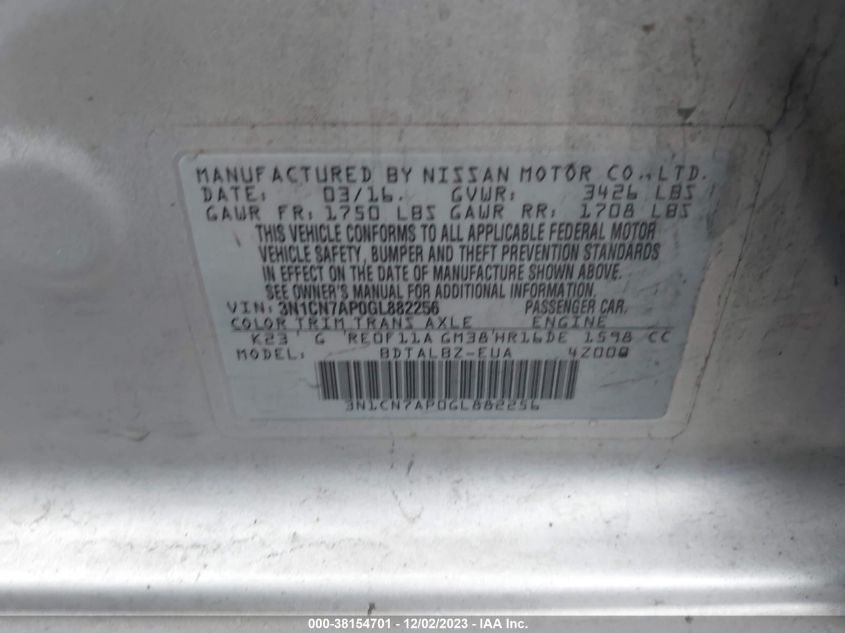 MANUFACTURED BY NISSAN MOTOR CO.,LTD.
DATE: 03/16. GVWR: 3426 LBS
GAWR FR: 1750 LBS GAWR RR: 1708 LBS
THIS VEHICLE CONFORMS TO ALL APPLICABLE FEDERAL MOTOR
VEHICLE SAFETY, BUMPER AND THEFT PREVENTION STANDARDS
IN EFFECT ON THE DATE OF MANUFACTURE SHOWN ABOVE.
SEE OWNER'S MANUAL FOR ADDITIONAL INFORMATION.
VIN: 3N1CN7AP0GL882256 PASSENGER CAR.
COLOR TRIM TRANS AXLE ENGINE
K23 G RE0F11A GM38 HR16DE 1598 CC
MODEL: BDTALBZ-EUA 4Z000
3N1CN7AP0GL882256
000-38154701 - 12/02/2023 - IAA Inc.